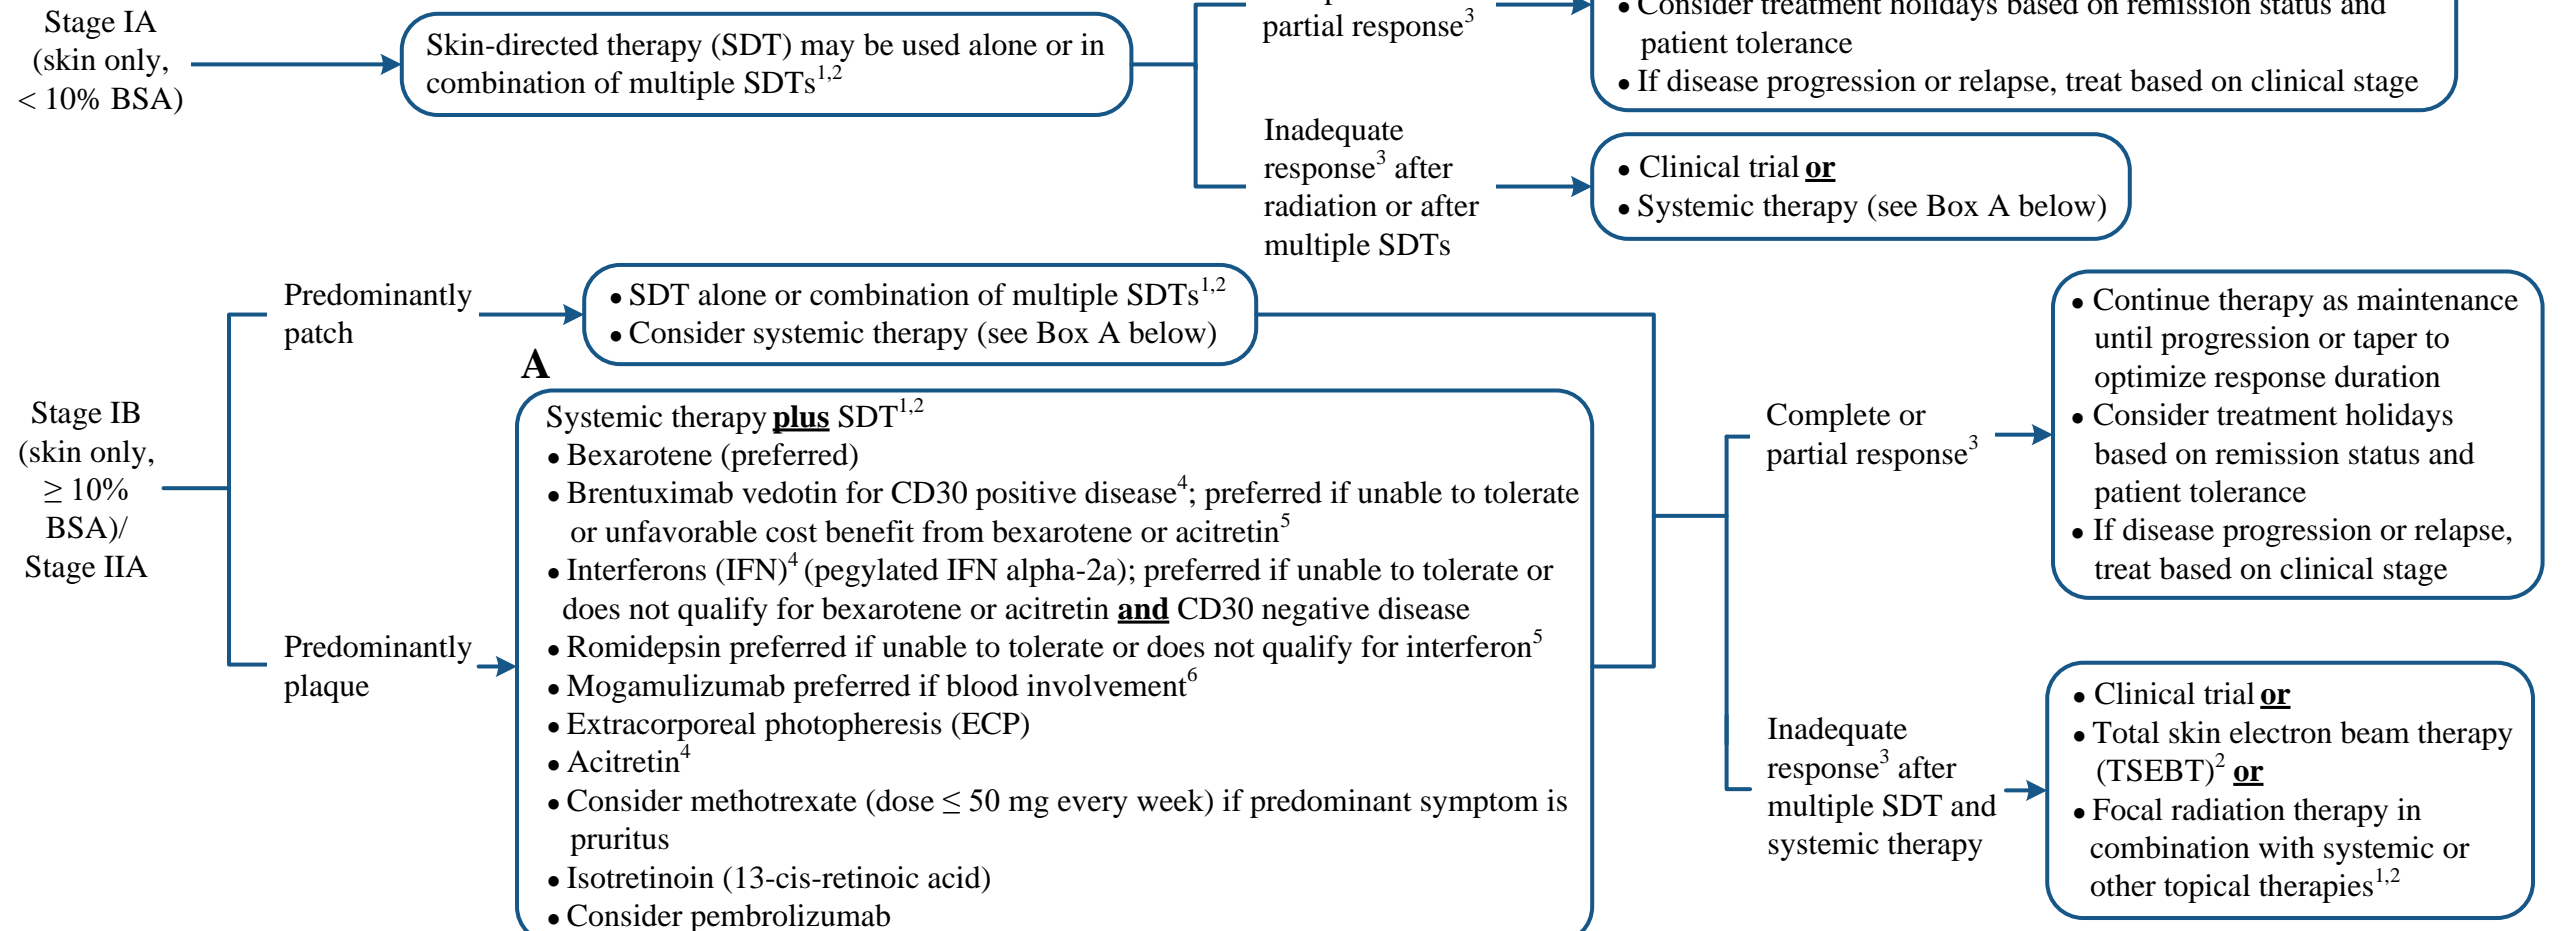 Stage IA
(skin only,
< 10% BSA)
Skin-directed therapy (SDT) may be used alone or in
combination of multiple SDTs1,2
partial response3
• Consider treatment holidays based on remission status and
patient tolerance
• If disease progression or relapse, treat based on clinical stage
Inadequate
response3 after
radiation or after
multiple SDTs
• Clinical trial or
• Systemic therapy (see Box A below)
Stage IB
(skin only,
≥ 10%
BSA)/
Stage IIA
Predominantly
patch
• SDT alone or combination of multiple SDTs1,2
• Consider systemic therapy (see Box A below)
Predominantly
plaque
A
Systemic therapy plus SDT1,2
• Bexarotene (preferred)
• Brentuximab vedotin for CD30 positive disease4; preferred if unable to tolerate
or unfavorable cost benefit from bexarotene or acitretin5
• Interferons (IFN)4 (pegylated IFN alpha-2a); preferred if unable to tolerate or
does not qualify for bexarotene or acitretin and CD30 negative disease
• Romidepsin preferred if unable to tolerate or does not qualify for interferon5
• Mogamulizumab preferred if blood involvement6
• Extracorporeal photopheresis (ECP)
• Acitretin4
• Consider methotrexate (dose ≤ 50 mg every week) if predominant symptom is
pruritus
• Isotretinoin (13-cis-retinoic acid)
• Consider pembrolizumab
Complete or
partial response3
• Continue therapy as maintenance
until progression or taper to
optimize response duration
• Consider treatment holidays
based on remission status and
patient tolerance
• If disease progression or relapse,
treat based on clinical stage
Inadequate
response3 after
multiple SDT and
systemic therapy
• Clinical trial or
• Total skin electron beam therapy
(TSEBT)2 or
• Focal radiation therapy in
combination with systemic or
other topical therapies1,2